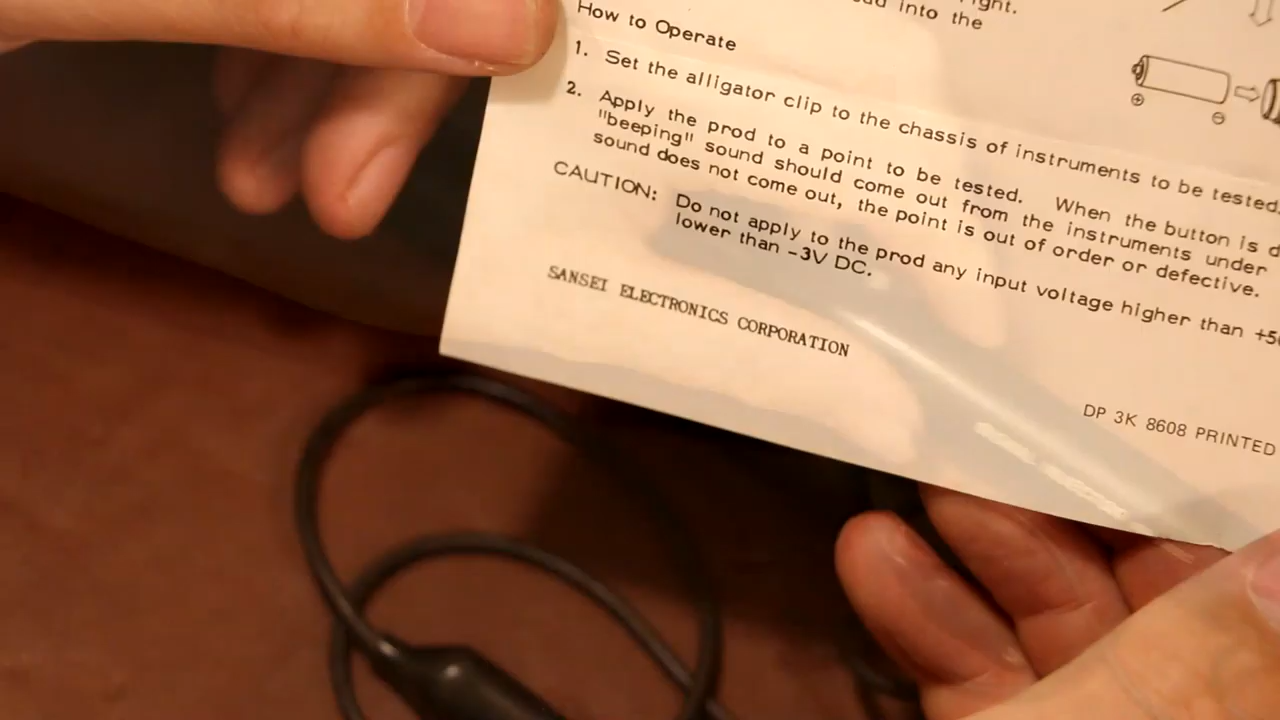 right.
into the
How to Operate
1. Set the alligator clip to the chassis of instruments to be tested.
2. Apply the prod to a point to be tested. When the button is
"beeping" sound should come out from the instruments under
sound does not come out, the point is out of order or defective.
CAUTION: Do not apply to the prod any input voltage higher than
lower than -3V DC.
SANSEI ELECTRONICS CORPORATION
DP 3K 8608 PRINTED